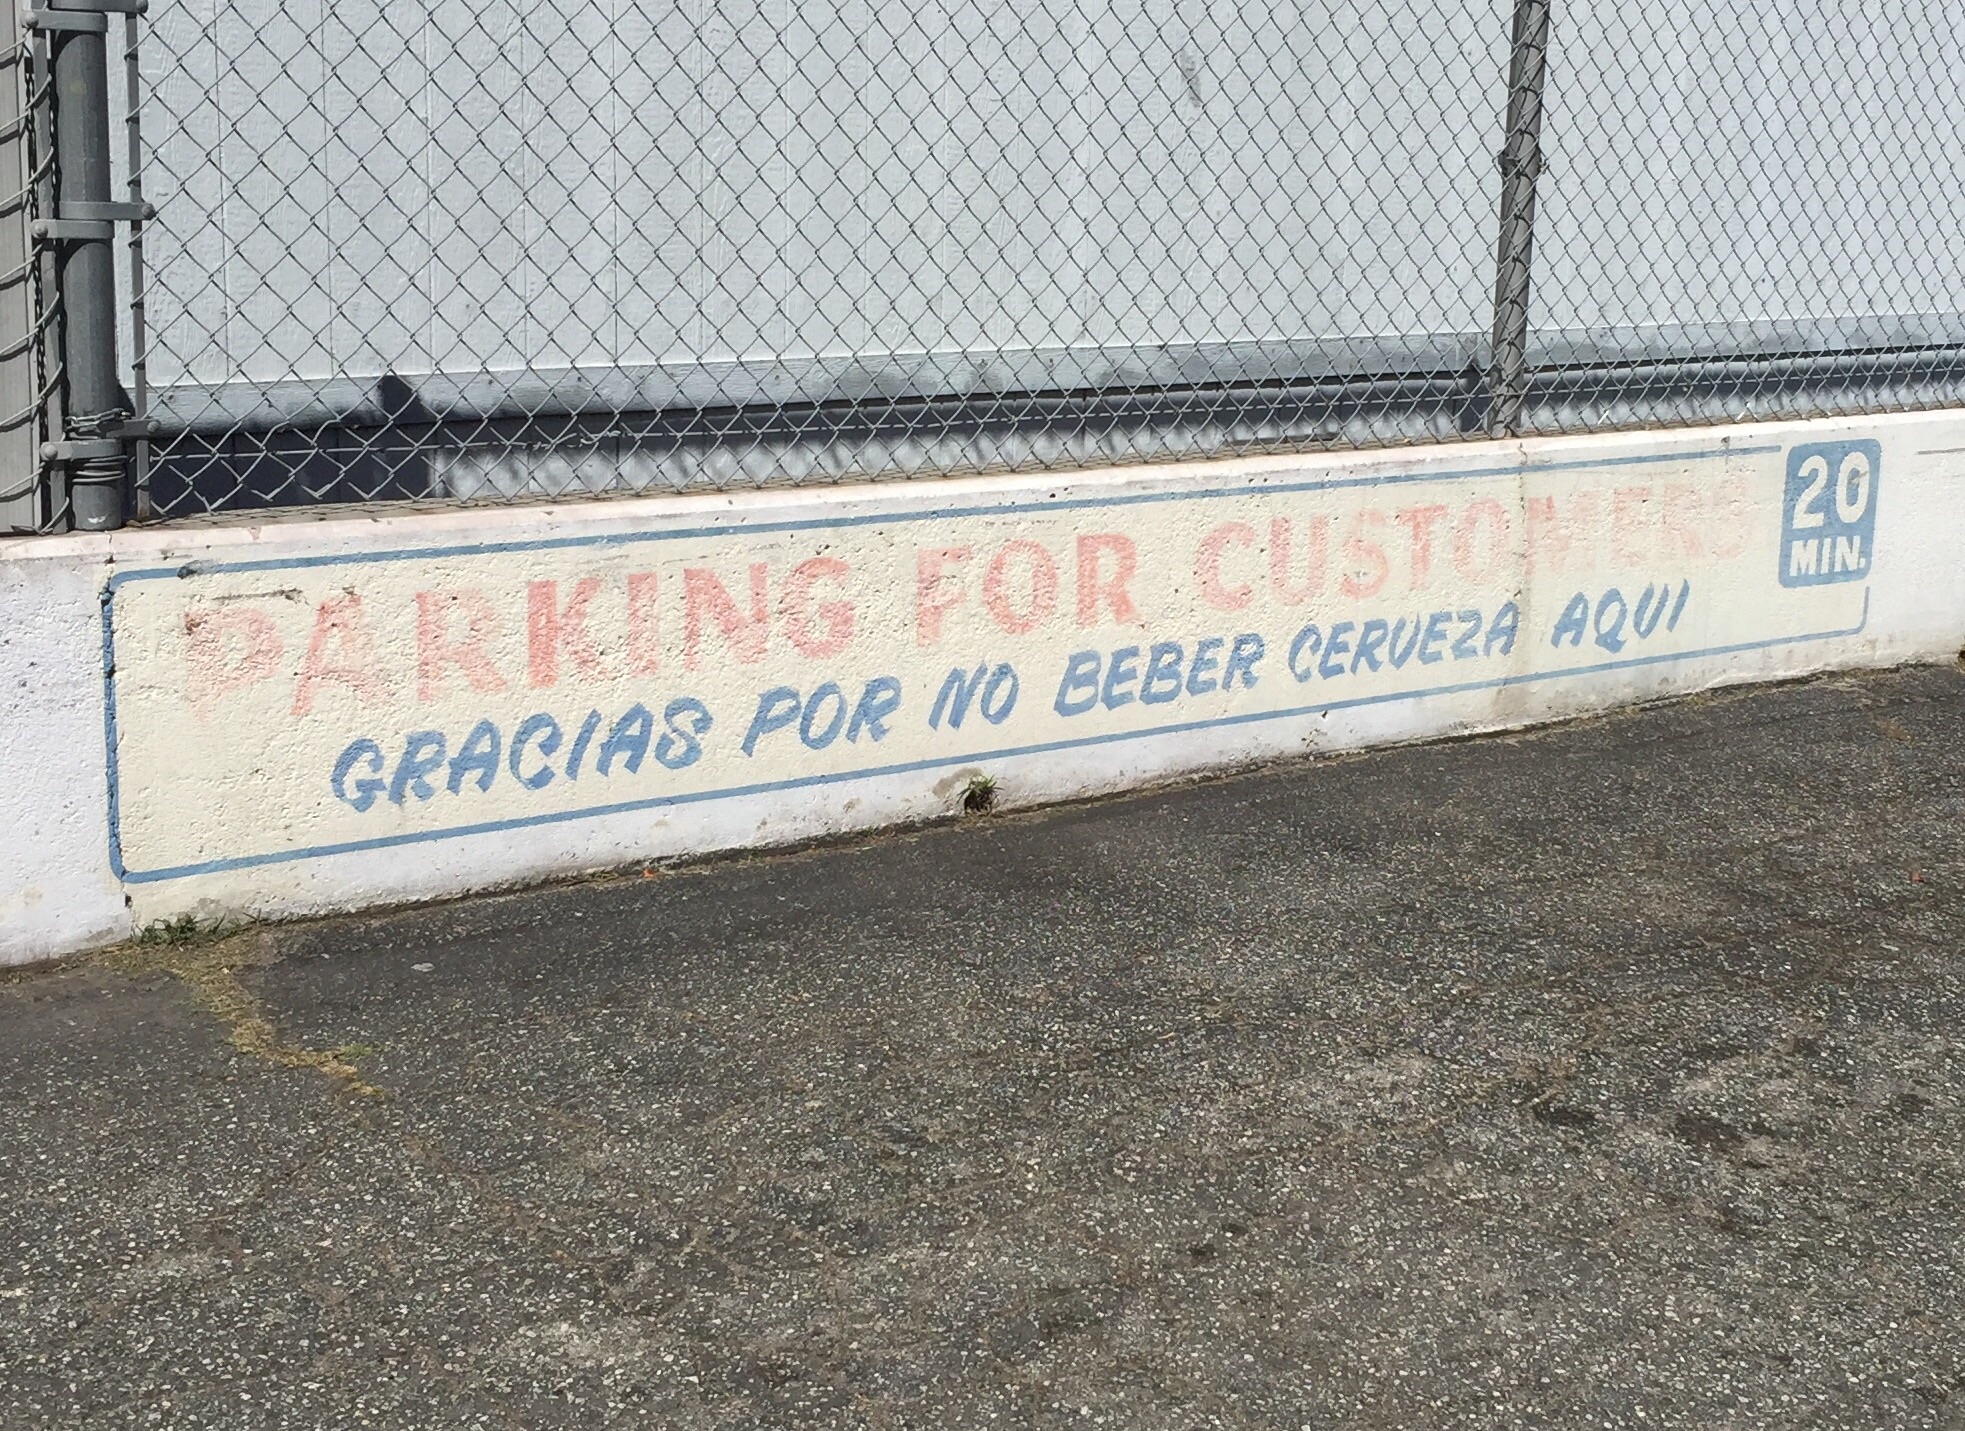 PARKING FOR CUSTOMERS
20
MIN.
GRACIAS POR NO BEBER CERVEZA AQUI